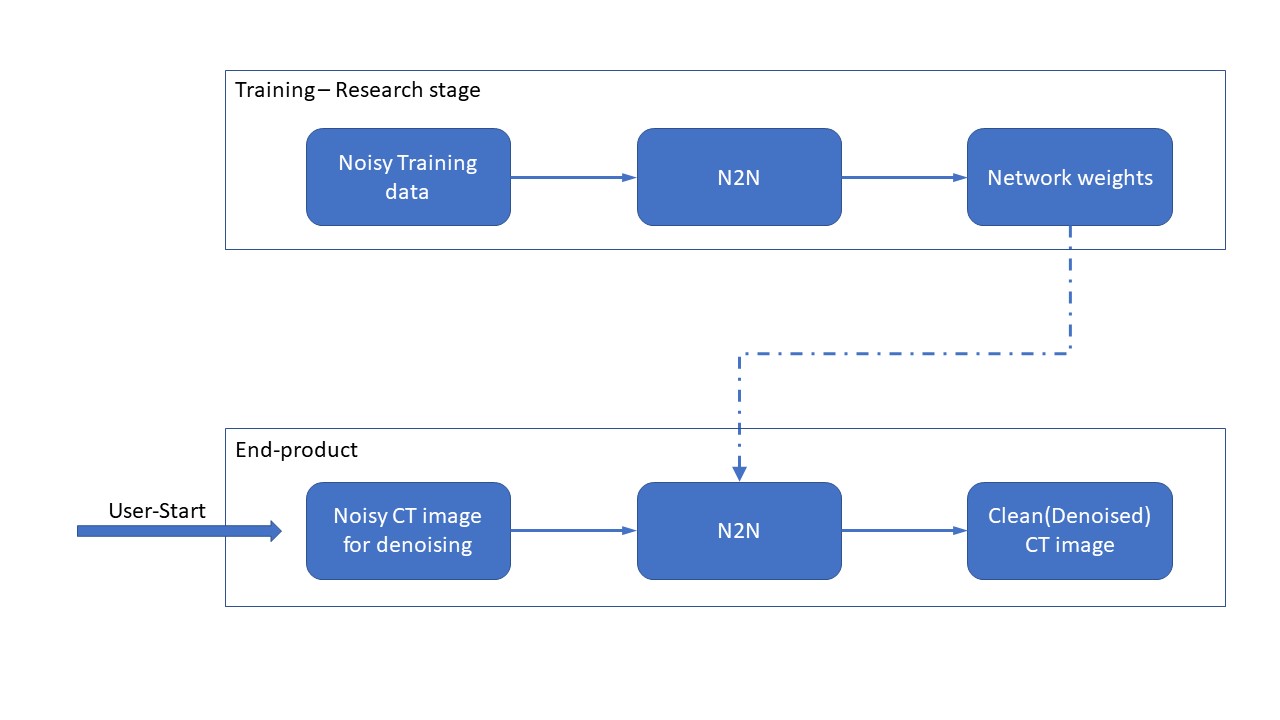 Training – Research stage
Noisy Training
data
N2N
Network weights
End-product
User-Start
Noisy CT image
for denoising
N2N
Clean(Denoised)
CT image